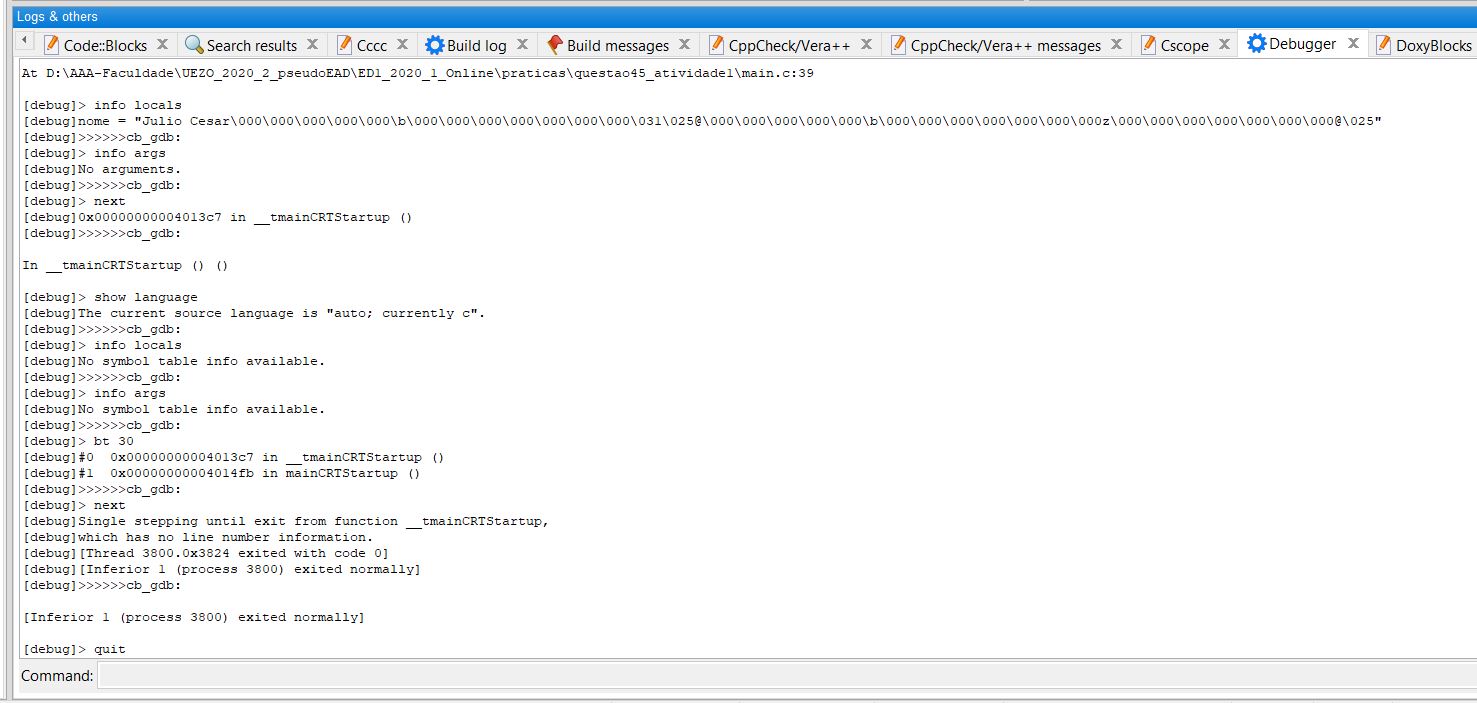 Logs & others
Code::Blocks Search results Cccc Build log Build messages CppCheck/Vera++ CppCheck/Vera++ messages Cscope Debugger DoxyBlocks
At D:\AAA-Faculdade\UEZO_2020_2_pseudoEAD\ED1_2020_1_Online\praticas\questao45_atividade1\main.c:39
[debug]> info locals
[debug]nome = "Julio Cesar\000\000\000\000\000\b\000\000\000\000\000\000\000\031\025@\000\000\000\000\000\b\000\000\000\000\000\000\000z\000\000\000\000\000\000\000@\025"
[debug]>>>>>>cb_gdb:
[debug]> info args
[debug]No arguments.
[debug]>>>>>>cb_gdb:
[debug]> next
[debug]0x00000000004013c7 in __tmainCRTStartup ()
[debug]>>>>>>cb_gdb:
In __tmainCRTStartup () ()
[debug]> show language
[debug]The current source language is "auto; currently c".
[debug]>>>>>>cb_gdb:
[debug]> info locals
[debug]No symbol table info available.
[debug]>>>>>>cb_gdb:
[debug]> info args
[debug]No symbol table info available.
[debug]>>>>>>cb_gdb:
[debug]> bt 30
[debug]#0  0x00000000004013c7 in __tmainCRTStartup ()
[debug]#1  0x00000000004014fb in mainCRTStartup ()
[debug]>>>>>>cb_gdb:
[debug]> next
[debug]Single stepping until exit from function __tmainCRTStartup,
[debug]which has no line number information.
[debug][Thread 3800.0x3824 exited with code 0]
[debug][Inferior 1 (process 3800) exited normally]
[debug]>>>>>>cb_gdb:
[Inferior 1 (process 3800) exited normally]
[debug]> quit
Command: